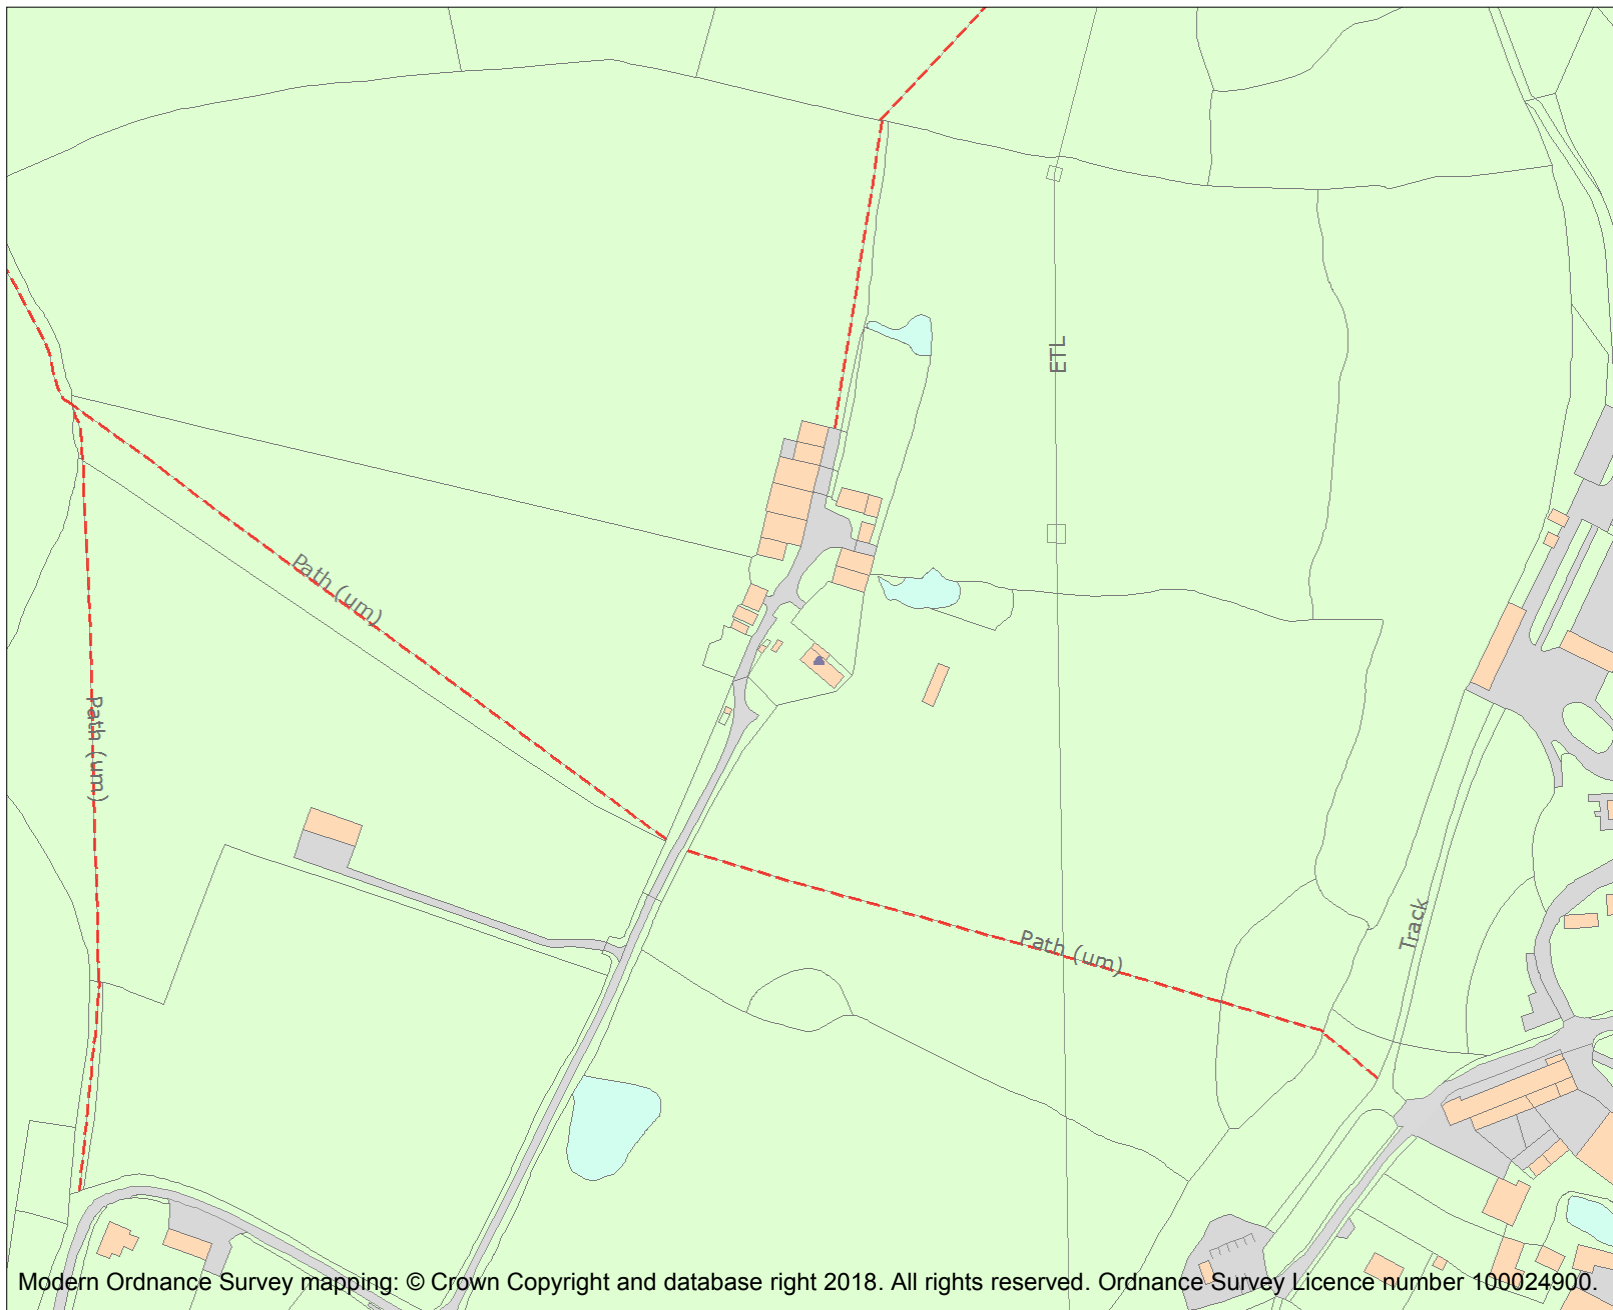 ETL
Path (um)
Path (um)
Track
Path (um)
Modern Ordnance Survey mapping: © Crown Copyright and database right 2018. All rights reserved. Ordnance Survey Licence number 100024900.